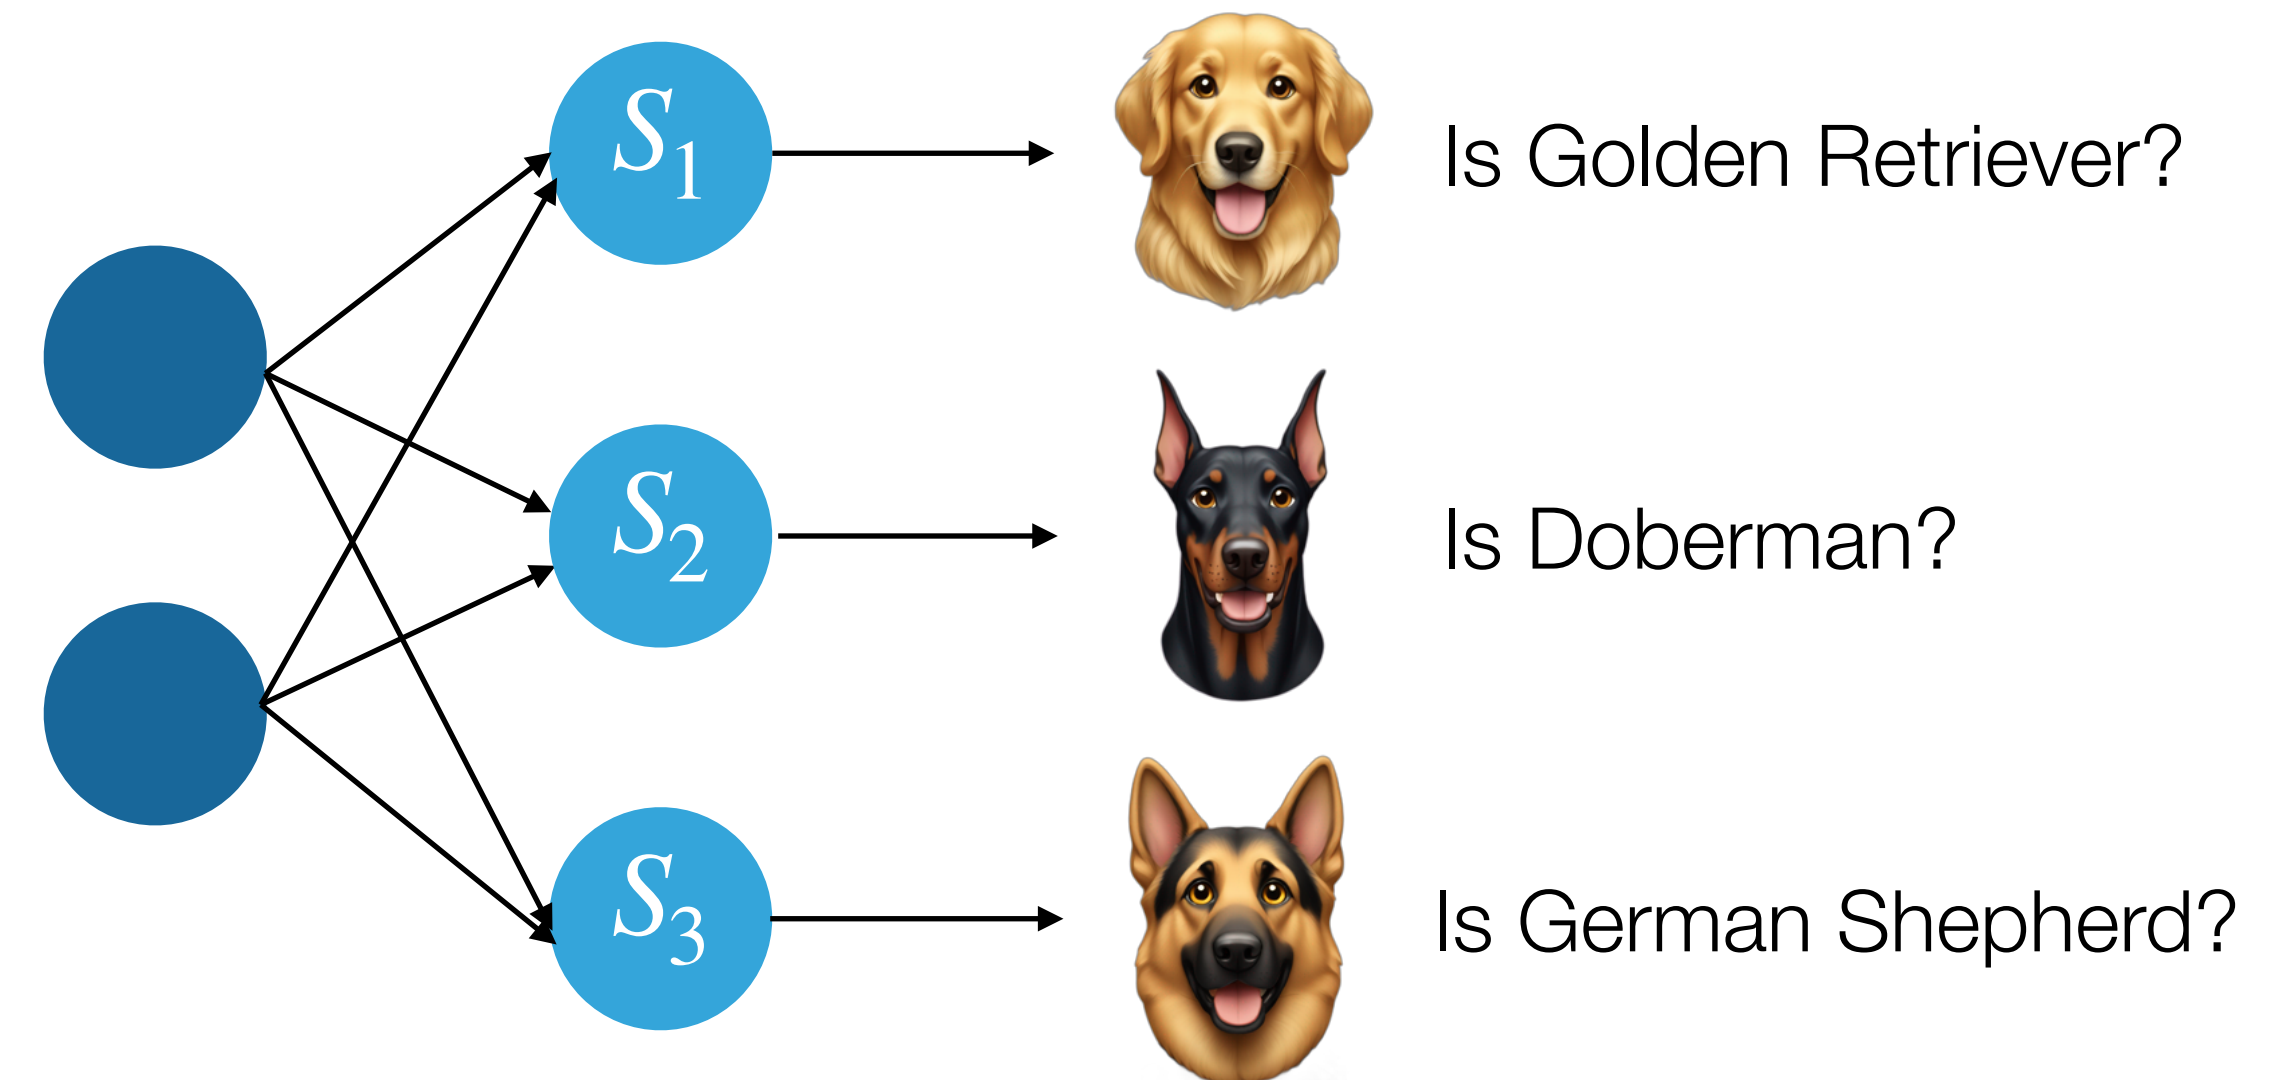 S1
Is Golden Retriever?
S2
Is Doberman?
S3
Is German Shepherd?